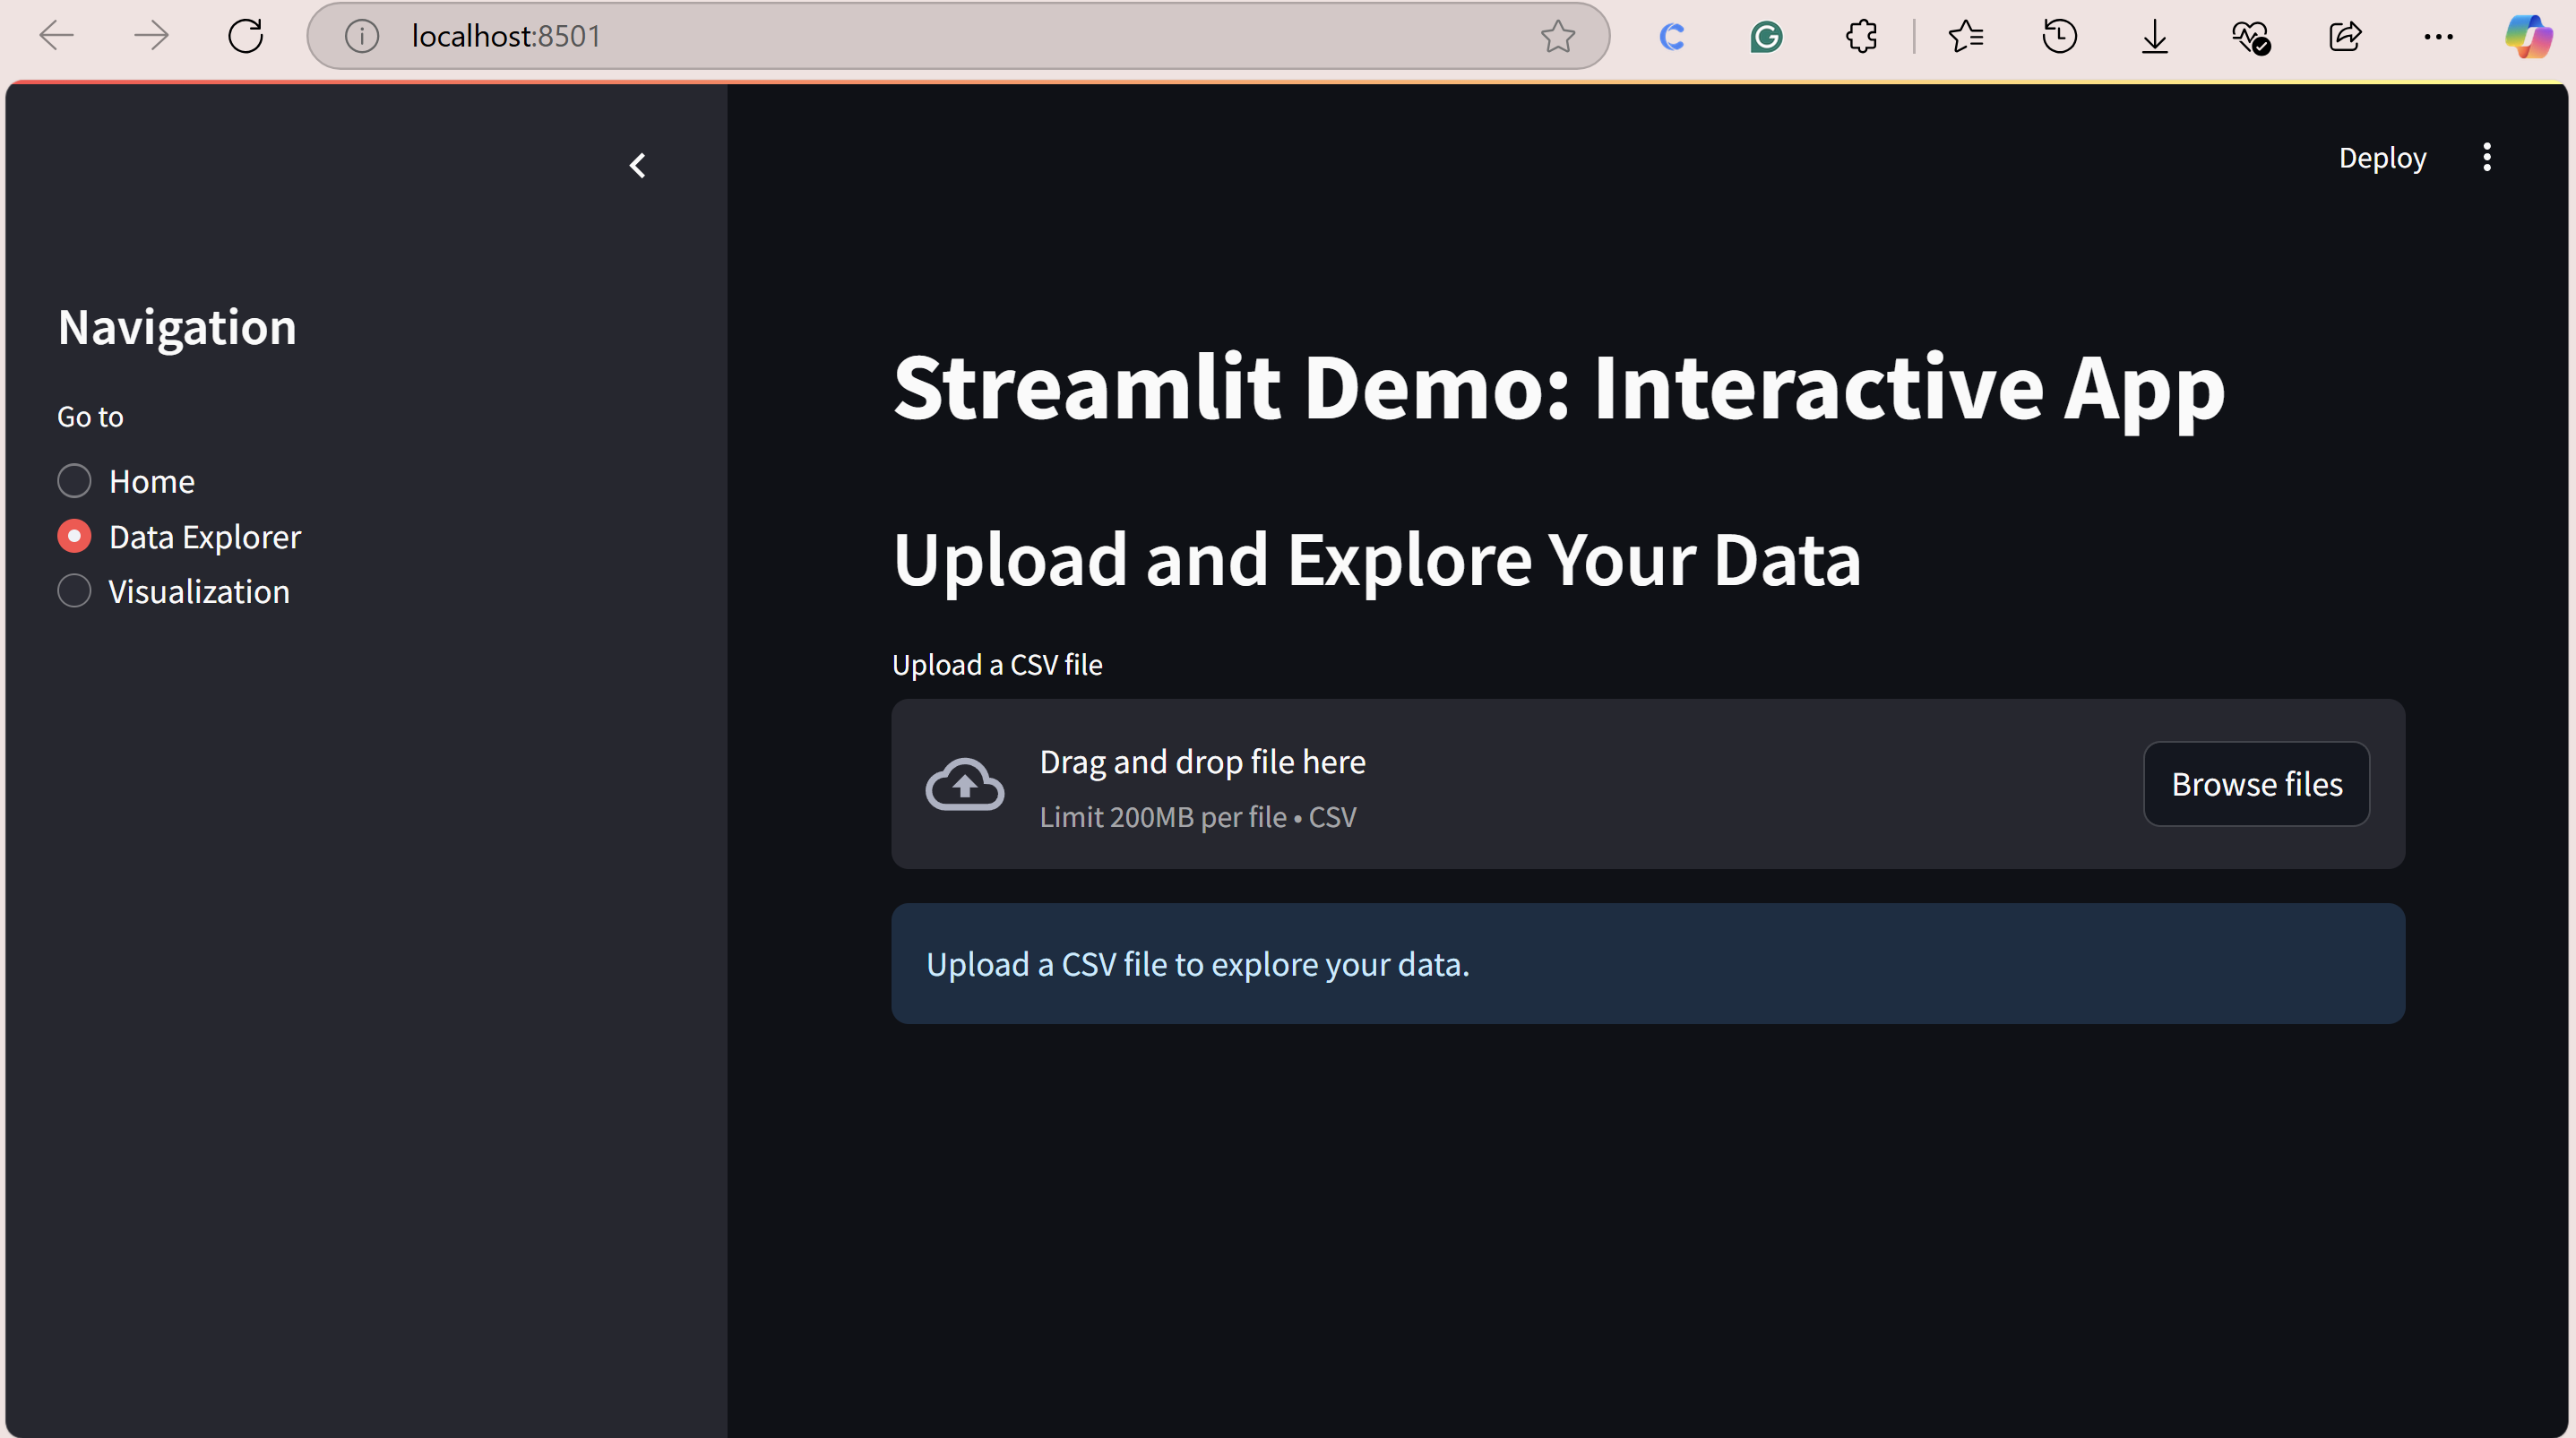 localhost:8501
Deploy
Navigation
Go to
Home
Data Explorer
Visualization
Streamlit Demo: Interactive App
Upload and Explore Your Data
Upload a CSV file
Drag and drop file here
Limit 200MB per file • CSV
Browse files
Upload a CSV file to explore your data.